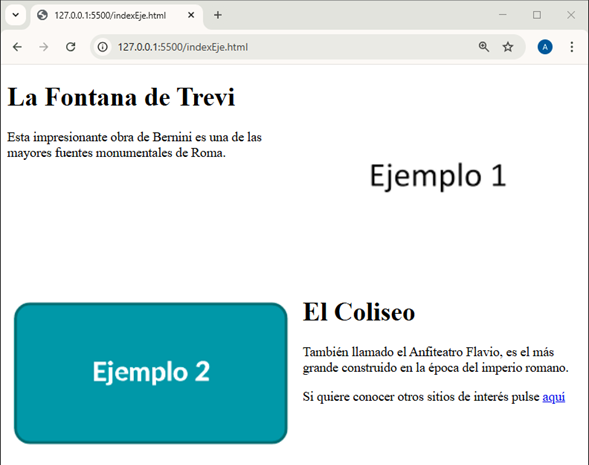 127.0.0.1:5500/indexEje.html
127.0.0.1:5500/indexEje.html
A
La Fontana de Trevi
Esta impresionante obra de Bernini es una de las
mayores fuentes monumentales de Roma.
Ejemplo 1
Ejemplo 2
El Coliseo
También llamado el Anfiteatro Flavio, es el más
grande construido en la época del imperio romano.
Si quiere conocer otros sitios de interés pulse aquí